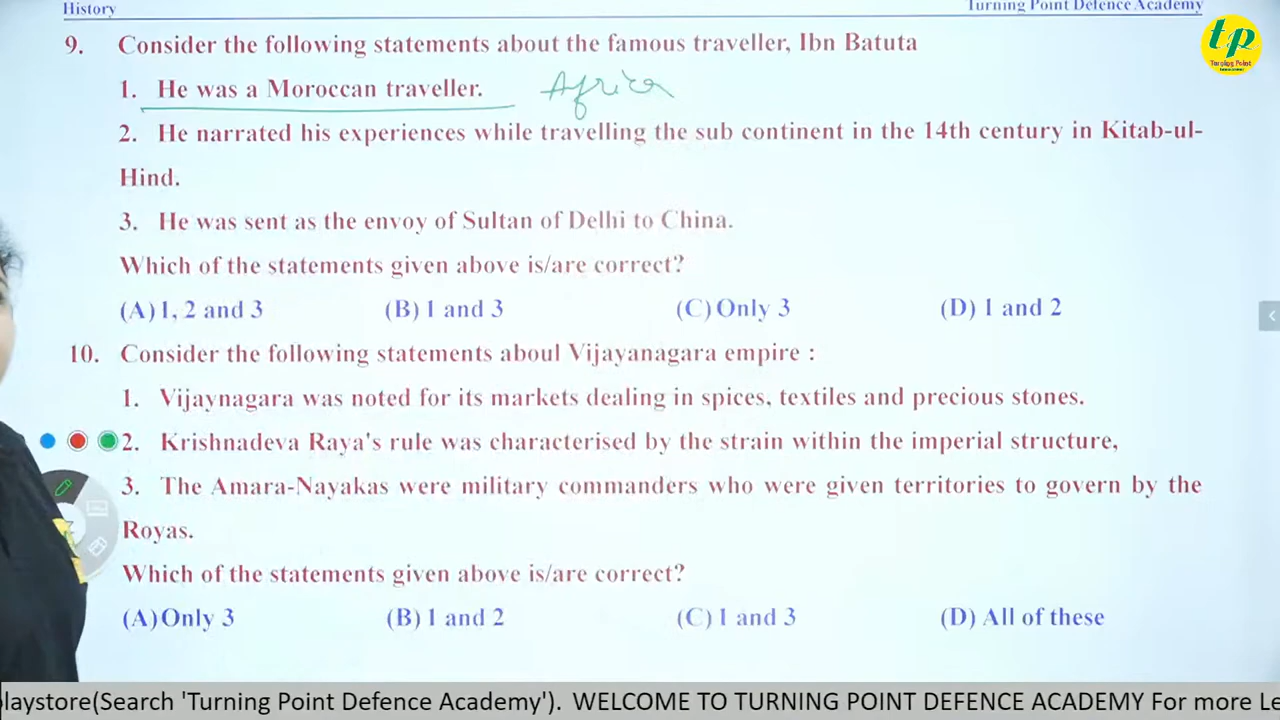 History
Turning Point Defence Academy
tp
Turning Point
9. Consider the following statements about the famous traveller, Ibn Batuta
1. He was a Moroccan traveller. Africa
2. He narrated his experiences while travelling the sub continent in the 14th century in Kitab-ul-
Hind.
3. He was sent as the envoy of Sultan of Delhi to China.
Which of the statements given above is/are correct?
(A) 1, 2 and 3 (B) 1 and 3 (C) Only 3 (D) 1 and 2
10. Consider the following statements aboul Vijayanagara empire :
1. Vijaynagara was noted for its markets dealing in spices, textiles and precious stones.
2. Krishnadeva Raya's rule was characterised by the strain within the imperial structure,
3. The Amara-Nayakas were military commanders who were given territories to govern by the
Royas.
Which of the statements given above is/are correct?
(A) Only 3 (B) 1 and 2 (C) 1 and 3 (D) All of these
playstore(Search 'Turning Point Defence Academy'). WELCOME TO TURNING POINT DEFENCE ACADEMY For more Le